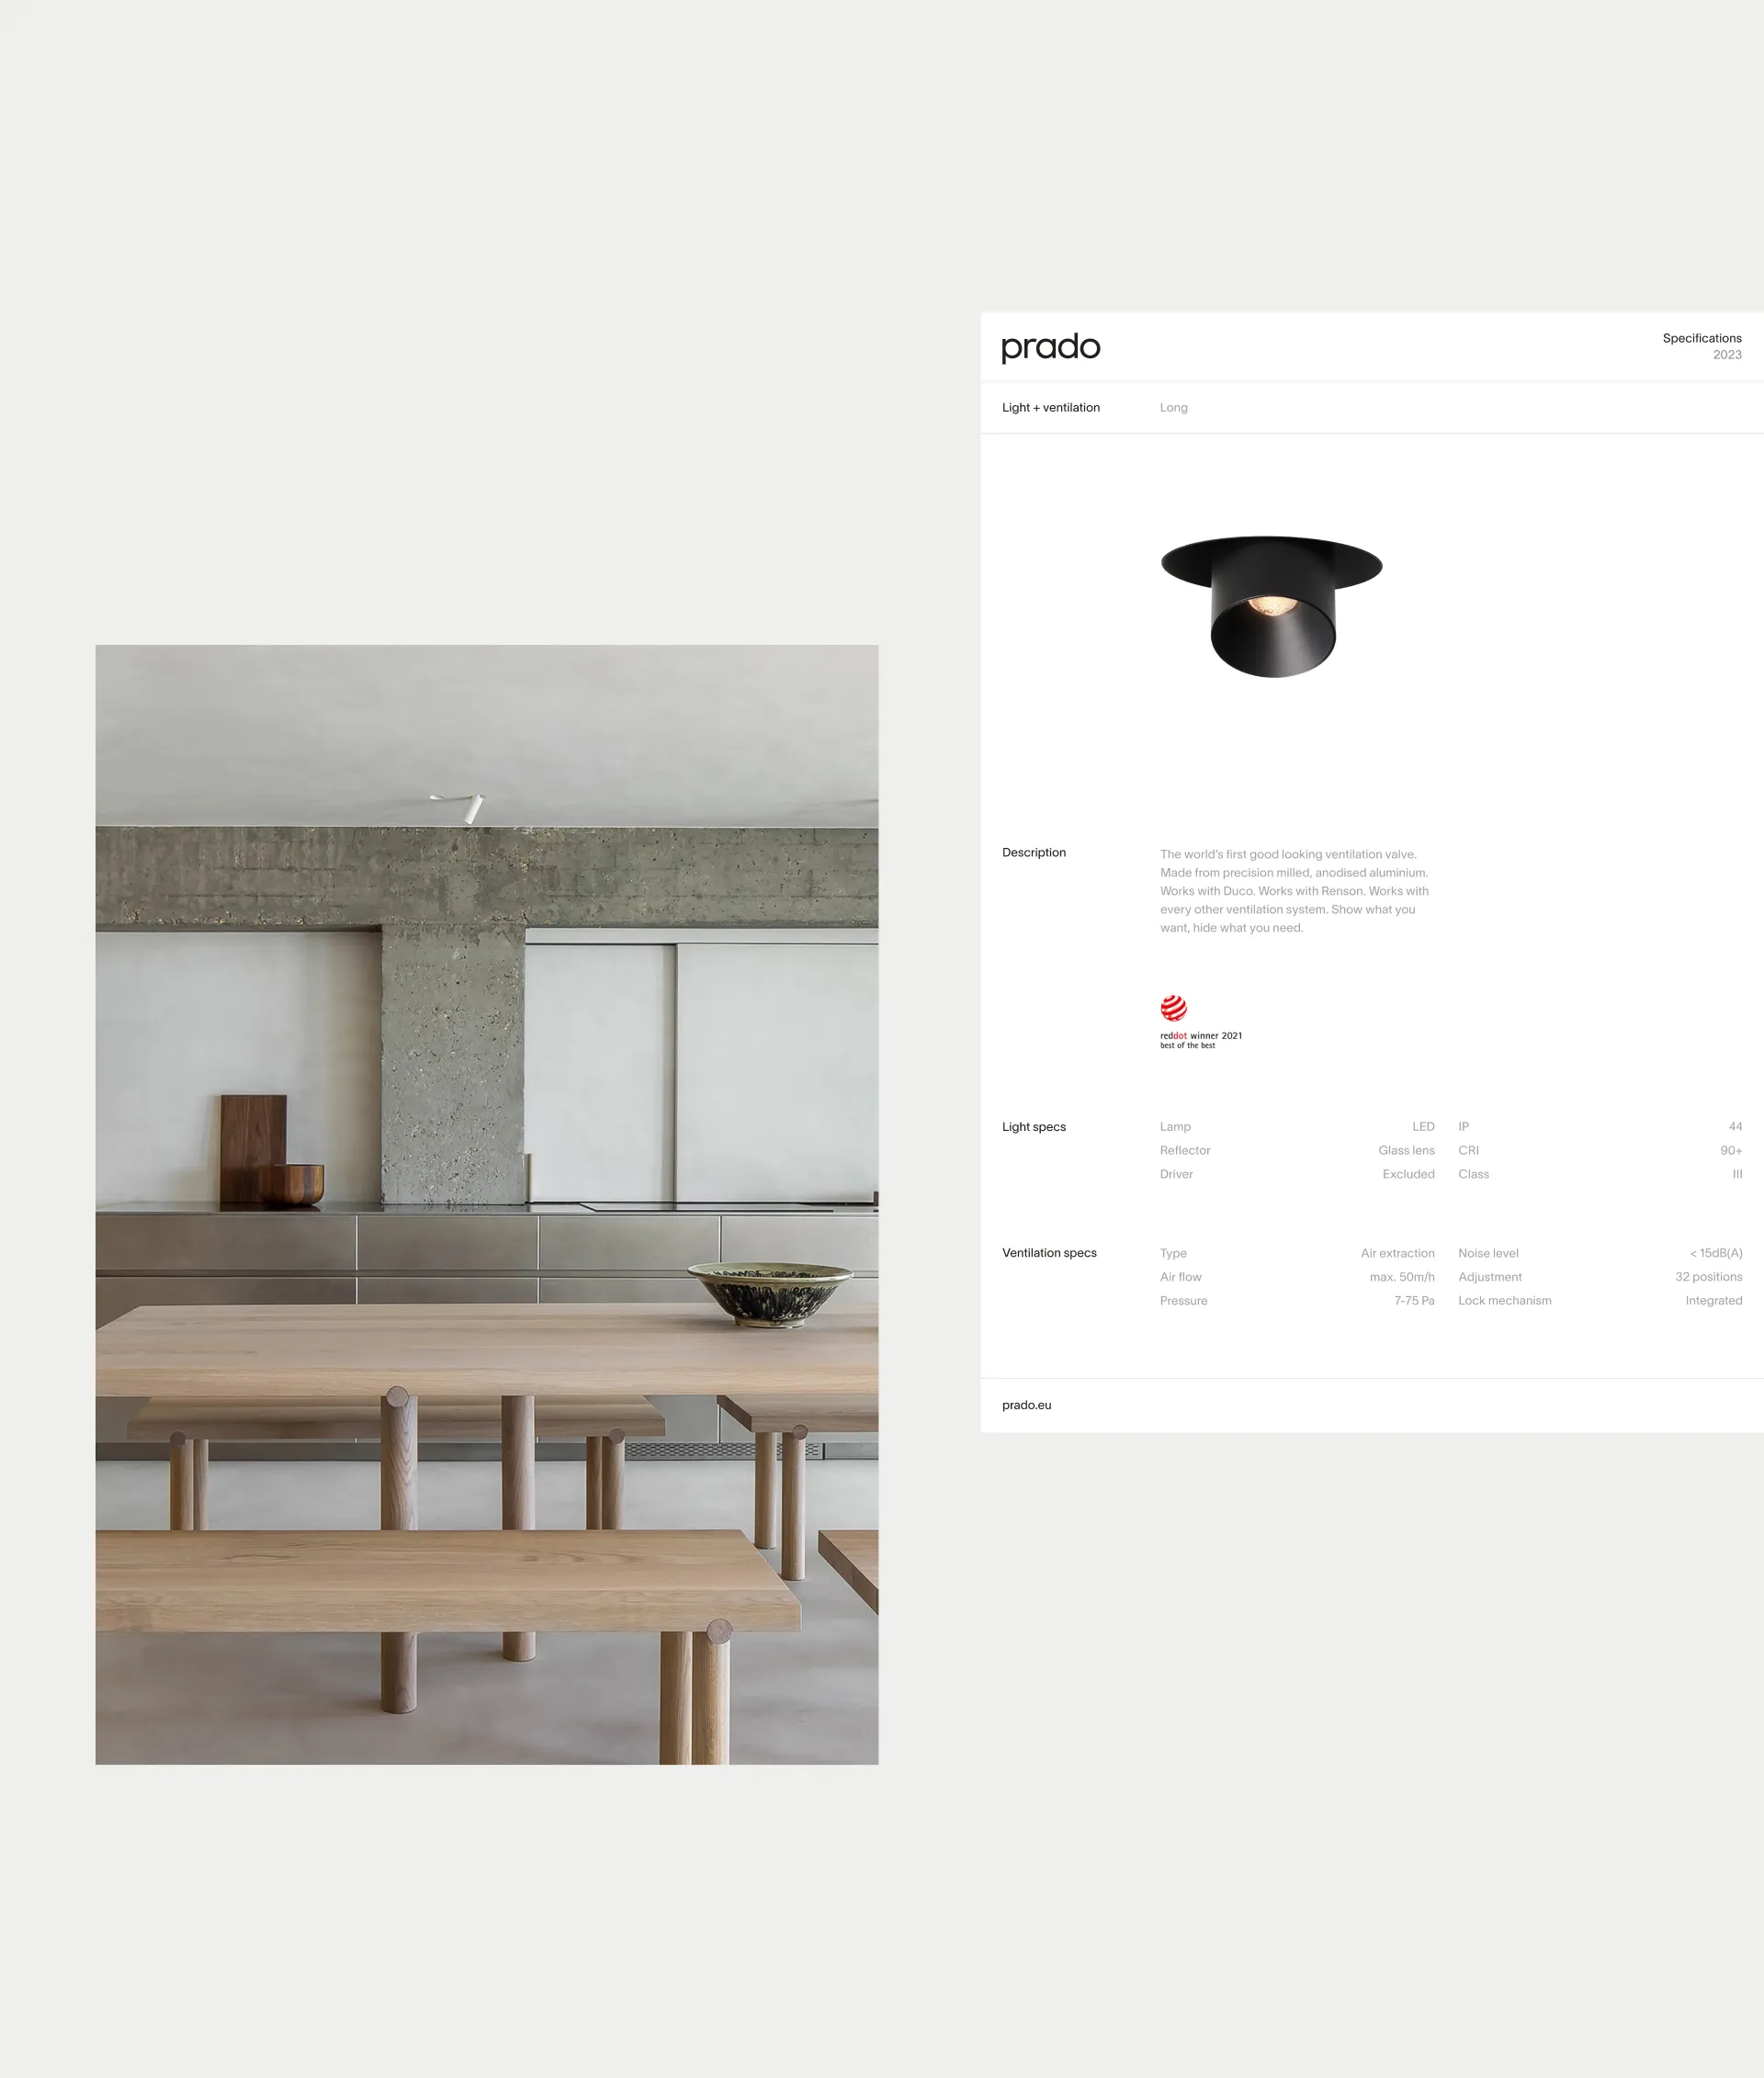 prado
Specifications
2023
Light + ventilation
Long
Description
The world's first good looking ventilation valve.
Made from precision milled, anodised aluminium.
Works with Duco. Works with Renson. Works with
every other ventilation system. Show what you
want, hide what you need.
reddot winner 2021
best of the best
Light specs
Lamp LED IP 44
Reflector Glass lens CRI 90+
Driver Excluded Class III
Ventilation specs
Type Air extraction Noise level < 15dB(A)
Air flow max. 50m/h Adjustment 32 positions
Pressure 7-75 Pa Lock mechanism Integrated
prado.eu